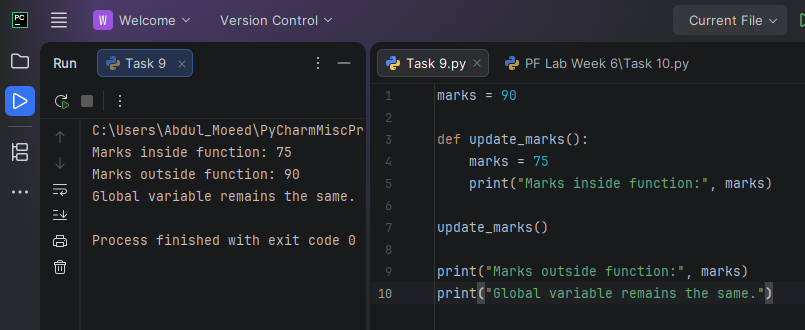 PC
W Welcome
Version Control
Current File
Run
Task 9
Task 9.py
PF Lab Week 6\Task 10.py
C:\Users\Abdul_Moeed\PyCharmMiscPr
Marks inside function: 75
Marks outside function: 90
Global variable remains the same.
Process finished with exit code 0
1 marks = 90
2
3 def update_marks():
4     marks = 75
5     print("Marks inside function:", marks)
6
7 update_marks()
8
9 print("Marks outside function:", marks)
10 print("Global variable remains the same.")